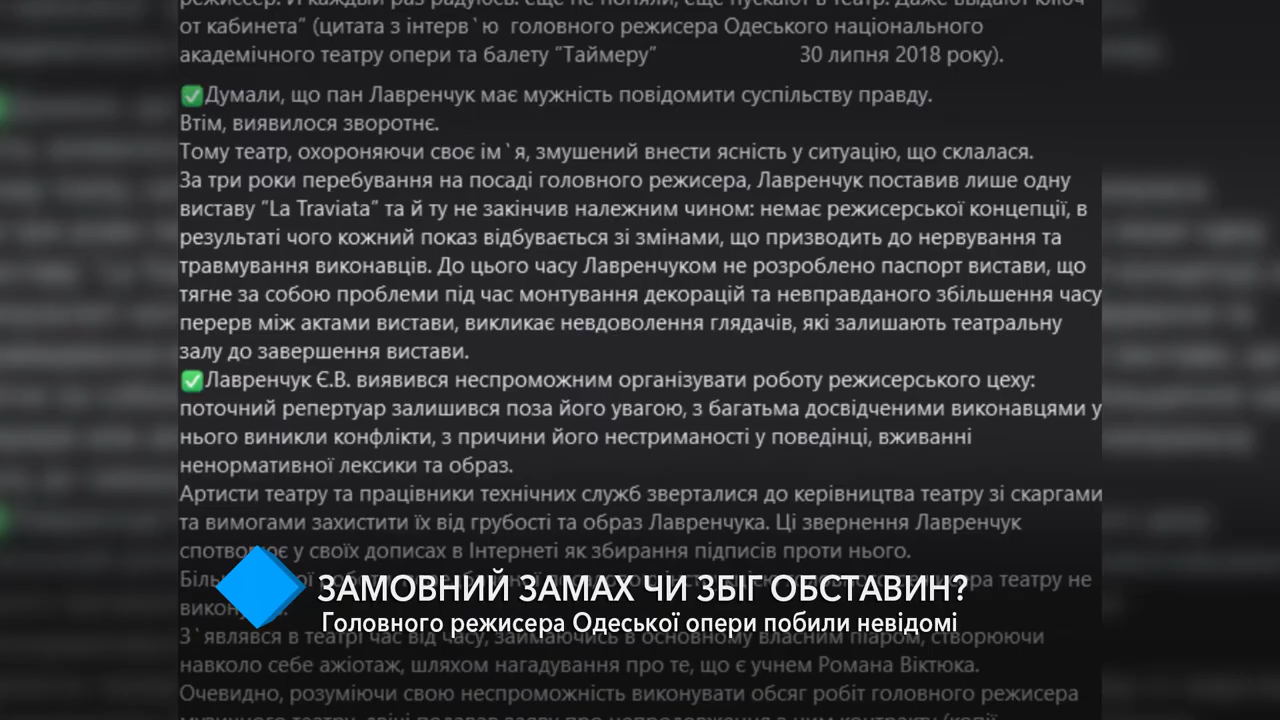 режисер. И каждый раз радуюсь: еще не поняли, еще пускают в театр. Даже выдают ключ
от кабинета” (цитата з інтерв`ю головного режисера Одеського національного
академічного театру опери та балету “Таймеру” 30 липня 2018 року).
✅Думали, що пан Лавренчук має мужність повідомити суспільству правду.
Втім, виявилося зворотнє.
Тому театр, охороняючи своє ім`я, змушений внести ясність у ситуацію, що склалася.
За три роки перебування на посаді головного режисера, Лавренчук поставив лише одну
виставу “La Traviata” та й ту не закінчив належним чином: немає режисерської концепції, в
результаті чого кожний показ відбувається зі змінами, що призводить до нервування та
травмування виконавців. До цього часу Лавренчуком не розроблено паспорт вистави, що
тягне за собою проблеми під час монтування декорацій та невправданого збільшення часу
перерв між актами вистави, викликає невдоволення глядачів, які залишають театральну
залу до завершення вистави.
✅Лавренчук Є.В. виявився неспроможним організувати роботу режисерського цеху:
поточний репертуар залишився поза його увагою, з багатьма досвідченими виконавцями у
нього виникли конфлікти, з причини його нестриманості у поведінці, вживанні
ненормативної лексики та образ.
Артисти театру та працівники технічних служб зверталися до керівництва театру зі скаргами
та вимогами захистити їх від грубості та образ Лавренчука. Ці звернення Лавренчук
спотворює у своїх дописах в Інтернеті як збирання підписів проти нього.
театру не
ЗАМОВНИЙ ЗАМАХ ЧИ ЗБІГ ОБСТАВИН?
Головного режисера Одеської опери побили невідомі
З`являвся в театрі час від часу, займаючись в основному власним піаром, створюючи
навколо себе ажіотаж, шляхом нагадування про те, що є учнем Романа Віктюка.
Очевидно, розуміючи свою неспроможність виконувати обсяг робіт головного режисера